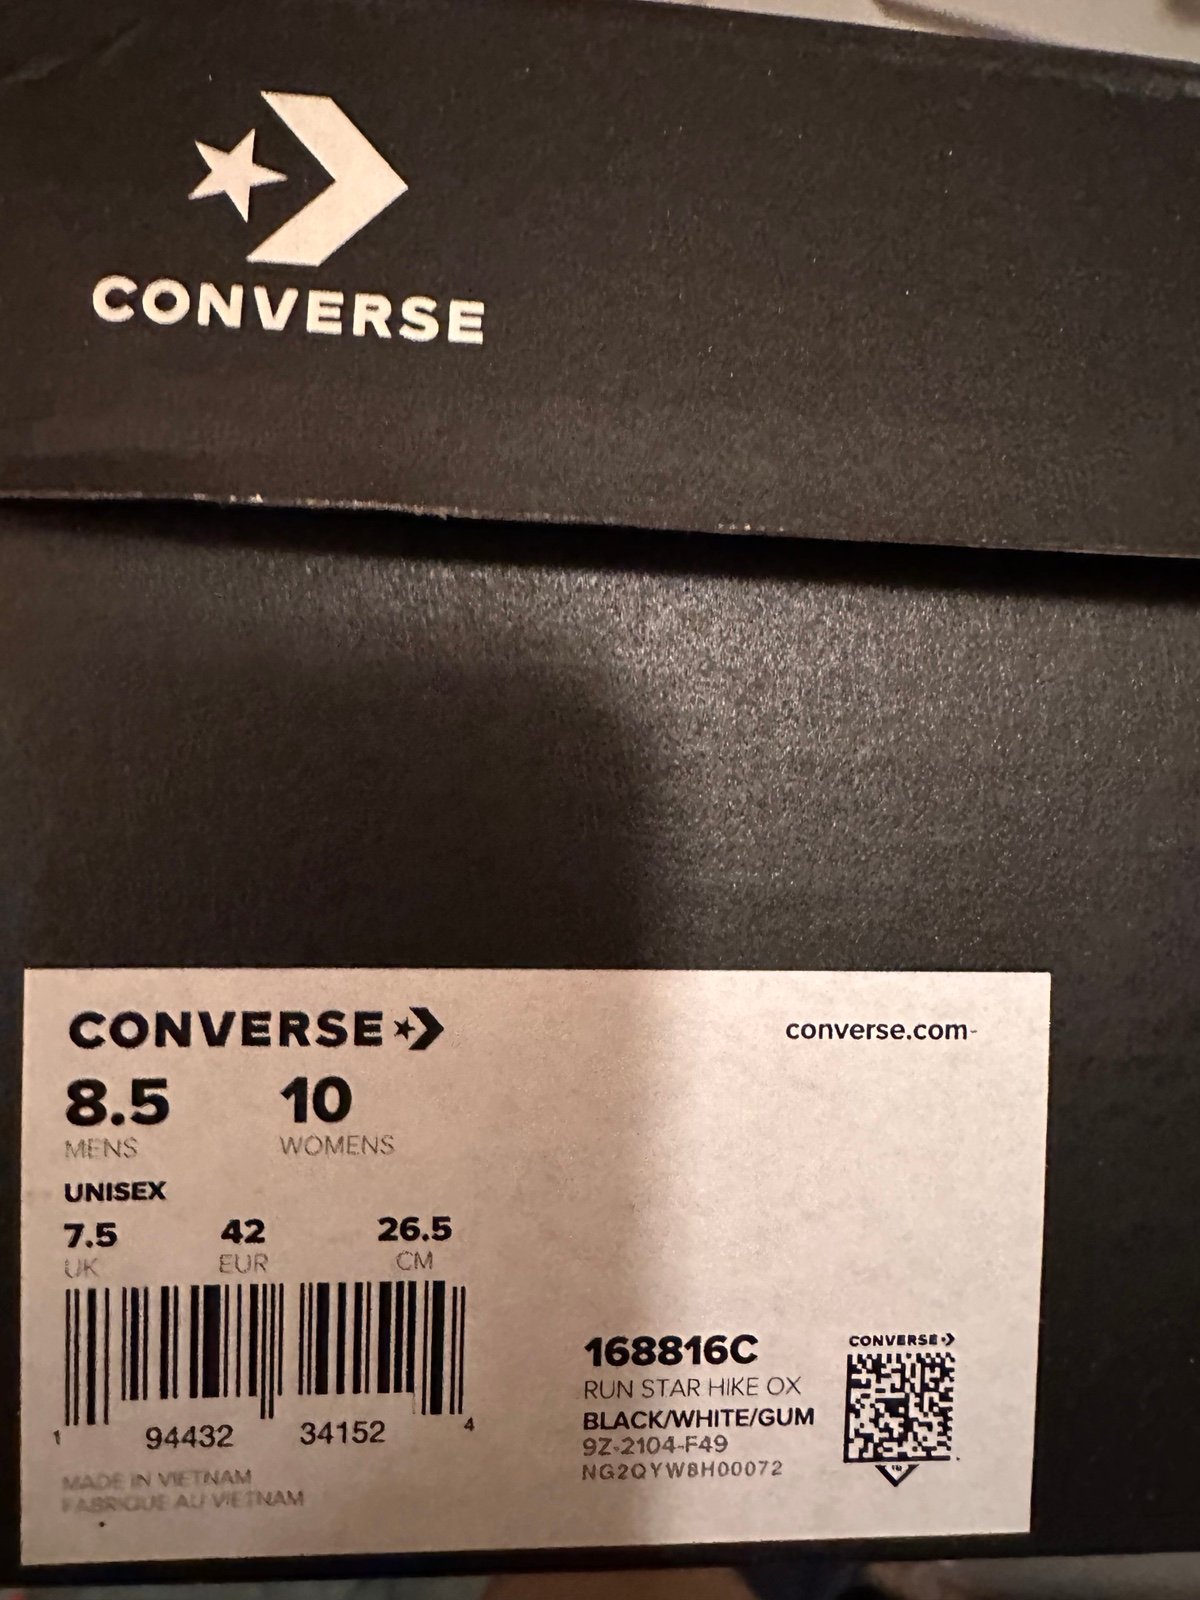 CONVERSE
CONVERSE
converse.com
8.5 10
MENS WOMENS
UNISEX
7.5 42 26.5
UK EUR CM
1 94432 34152 4
MADE IN VIETNAM
FABRIQUE AU VIETNAM
CONVERSE
168816C
RUN STAR HIKE OX
BLACK/WHITE/GUM
9Z-2104-F49
NG2QYW8H00072